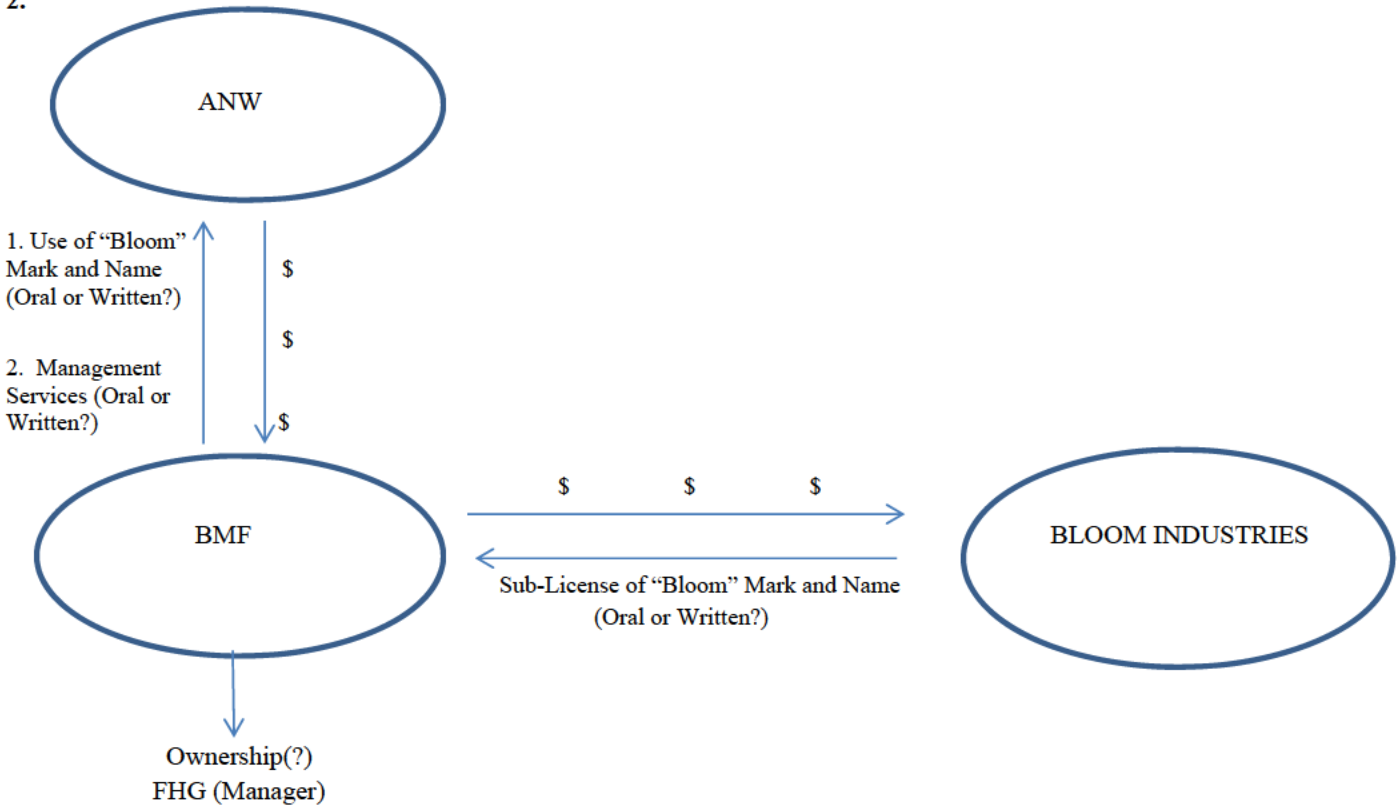 2.
ANW
1. Use of “Bloom”
Mark and Name
(Oral or Written?)
$
$
2. Management
Services (Oral or
Written?)
$
BMF
$ $ $
BLOOM INDUSTRIES
Sub-License of “Bloom” Mark and Name
(Oral or Written?)
Ownership(?)
FHG (Manager)